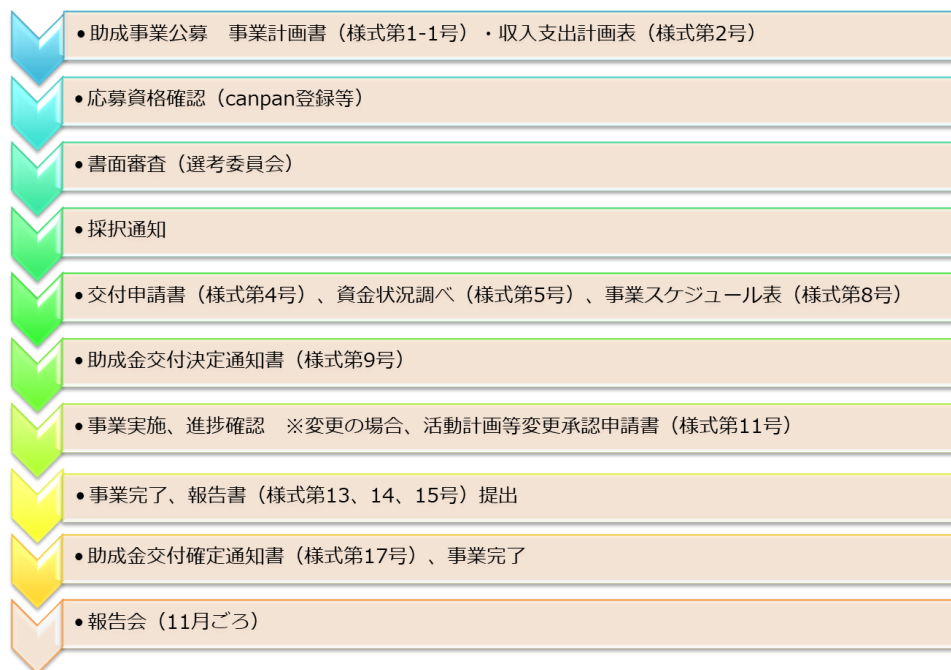 •助成事業公募　事業計画書（様式第1-1号）・収入支出計画表（様式第2号）
•応募資格確認（canpan登録等）
•書面審査（選考委員会）
•採択通知
•交付申請書（様式第4号）、資金状況調べ（様式第5号）、事業スケジュール表（様式第8号）
•助成金交付決定通知書（様式第9号）
•事業実施、進捗確認　※変更の場合、活動計画等変更承認申請書（様式第11号）
•事業完了、報告書（様式第13、14、15号）提出
•助成金交付確定通知書（様式第17号）、事業完了
•報告会（11月ごろ）